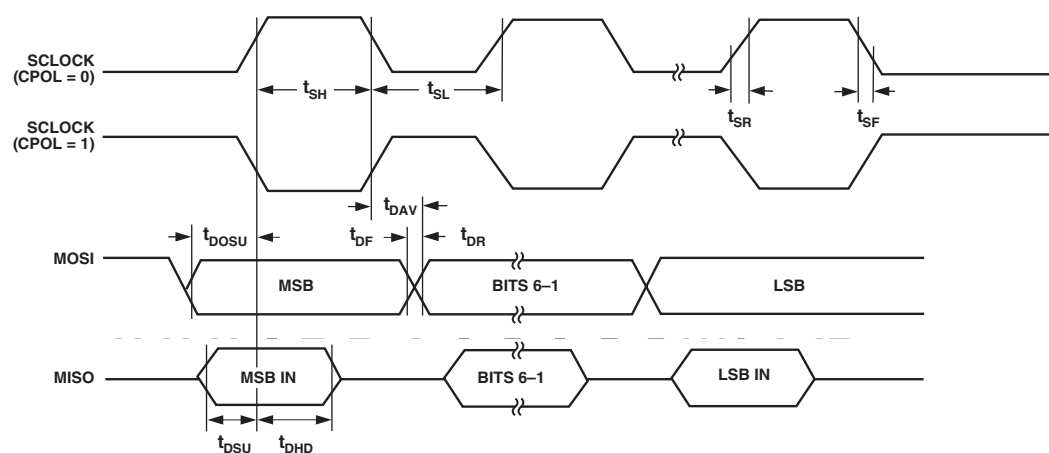 SCLOCK
(CPOL = 0)
tSH
tSL
tSR
tSF
SCLOCK
(CPOL = 1)
tDAV
tDOSU
tDF
tDR
MOSI
MSB
BITS 6–1
LSB
MISO
MSB IN
BITS 6–1
LSB IN
tDSU
tDHD